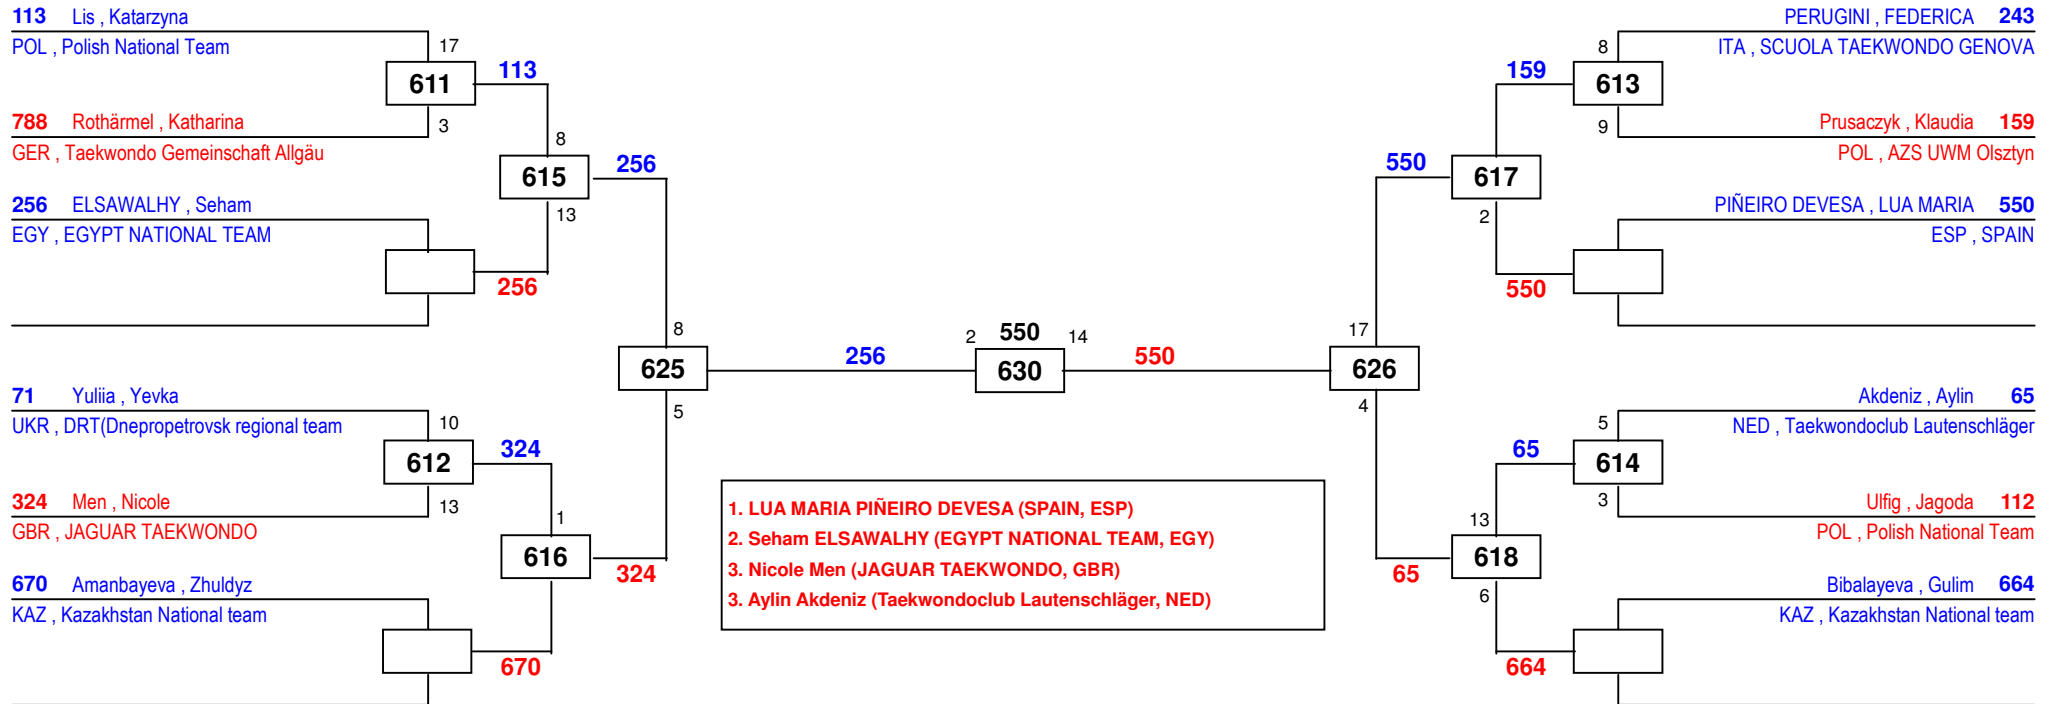 113 Lis , Katarzyna
POL , Polish National Team
17
611
113
788 Rothärmel , Katharina
3
GER , Taekwondo Gemeinschaft Allgäu
8
615
256
256 ELSAWALHY , Seham
13
EGY , EGYPT NATIONAL TEAM
256
8
625
256
5
71 Yuliia , Yevka
UKR , DRT(Dnepropetrovsk regional team
10
612
324
324 Men , Nicole
13
GBR , JAGUAR TAEKWONDO
1
616
324
670 Amanbayeva , Zhuldyz
KAZ , Kazakhstan National team
670
2 550 14
630
550
1. LUA MARIA PIÑEIRO DEVESA (SPAIN, ESP)
2. Seham ELSAWALHY (EGYPT NATIONAL TEAM, EGY)
3. Nicole Men (JAGUAR TAEKWONDO, GBR)
3. Aylin Akdeniz (Taekwondoclub Lautenschläger, NED)
PERUGINI , FEDERICA 243
8
ITA , SCUOLA TAEKWONDO GENOVA
159
613
9
Prusaczyk , Klaudia 159
POL , AZS UWM Olsztyn
550
617
2
PIÑEIRO DEVESA , LUA MARIA 550
ESP , SPAIN
550
17
626
4
Akdeniz , Aylin 65
5
NED , Taekwondoclub Lautenschläger
65
614
3
Ulfig , Jagoda 112
POL , Polish National Team
13
618
65
6
Bibalayeva , Gulim 664
KAZ , Kazakhstan National team
664